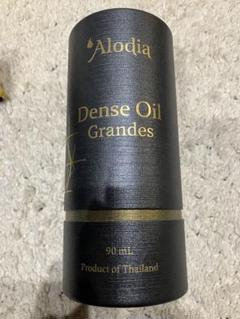 Alodia
Dense Oil
Grandes
90 mL
Product of Thailand